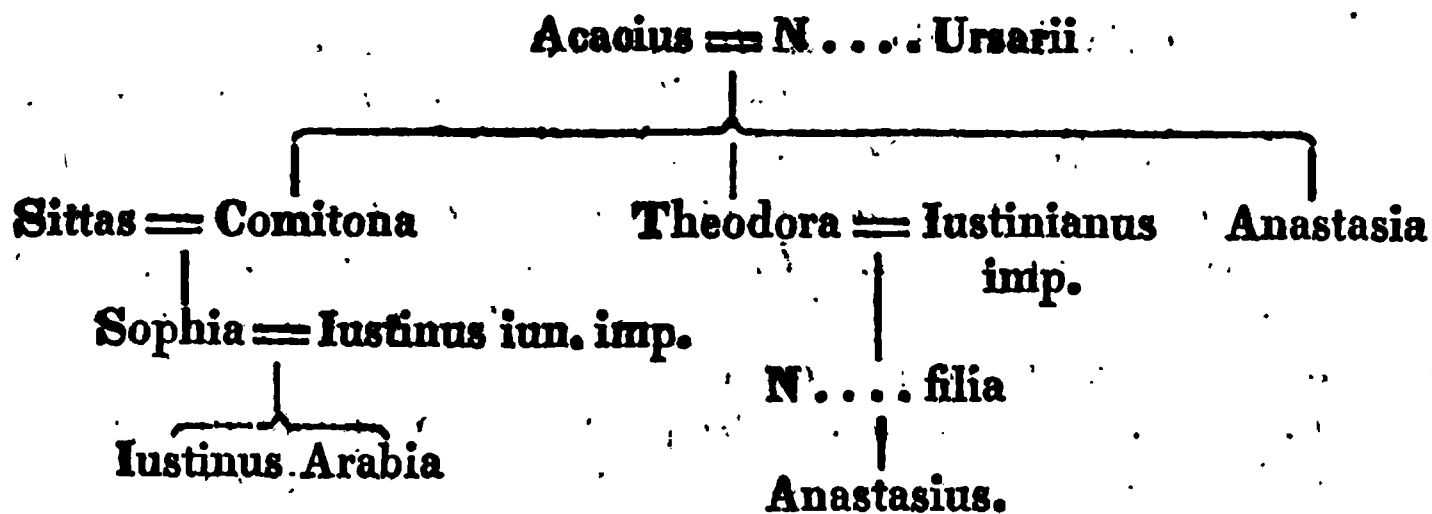 Acacius = N.... Ursarii
Sittas = Comitona Theodora = Iustinianus Anastasia
imp.
Sophia = Iustinus iun. imp.
N.... filia
Iustinus Arabia
Anastasius.